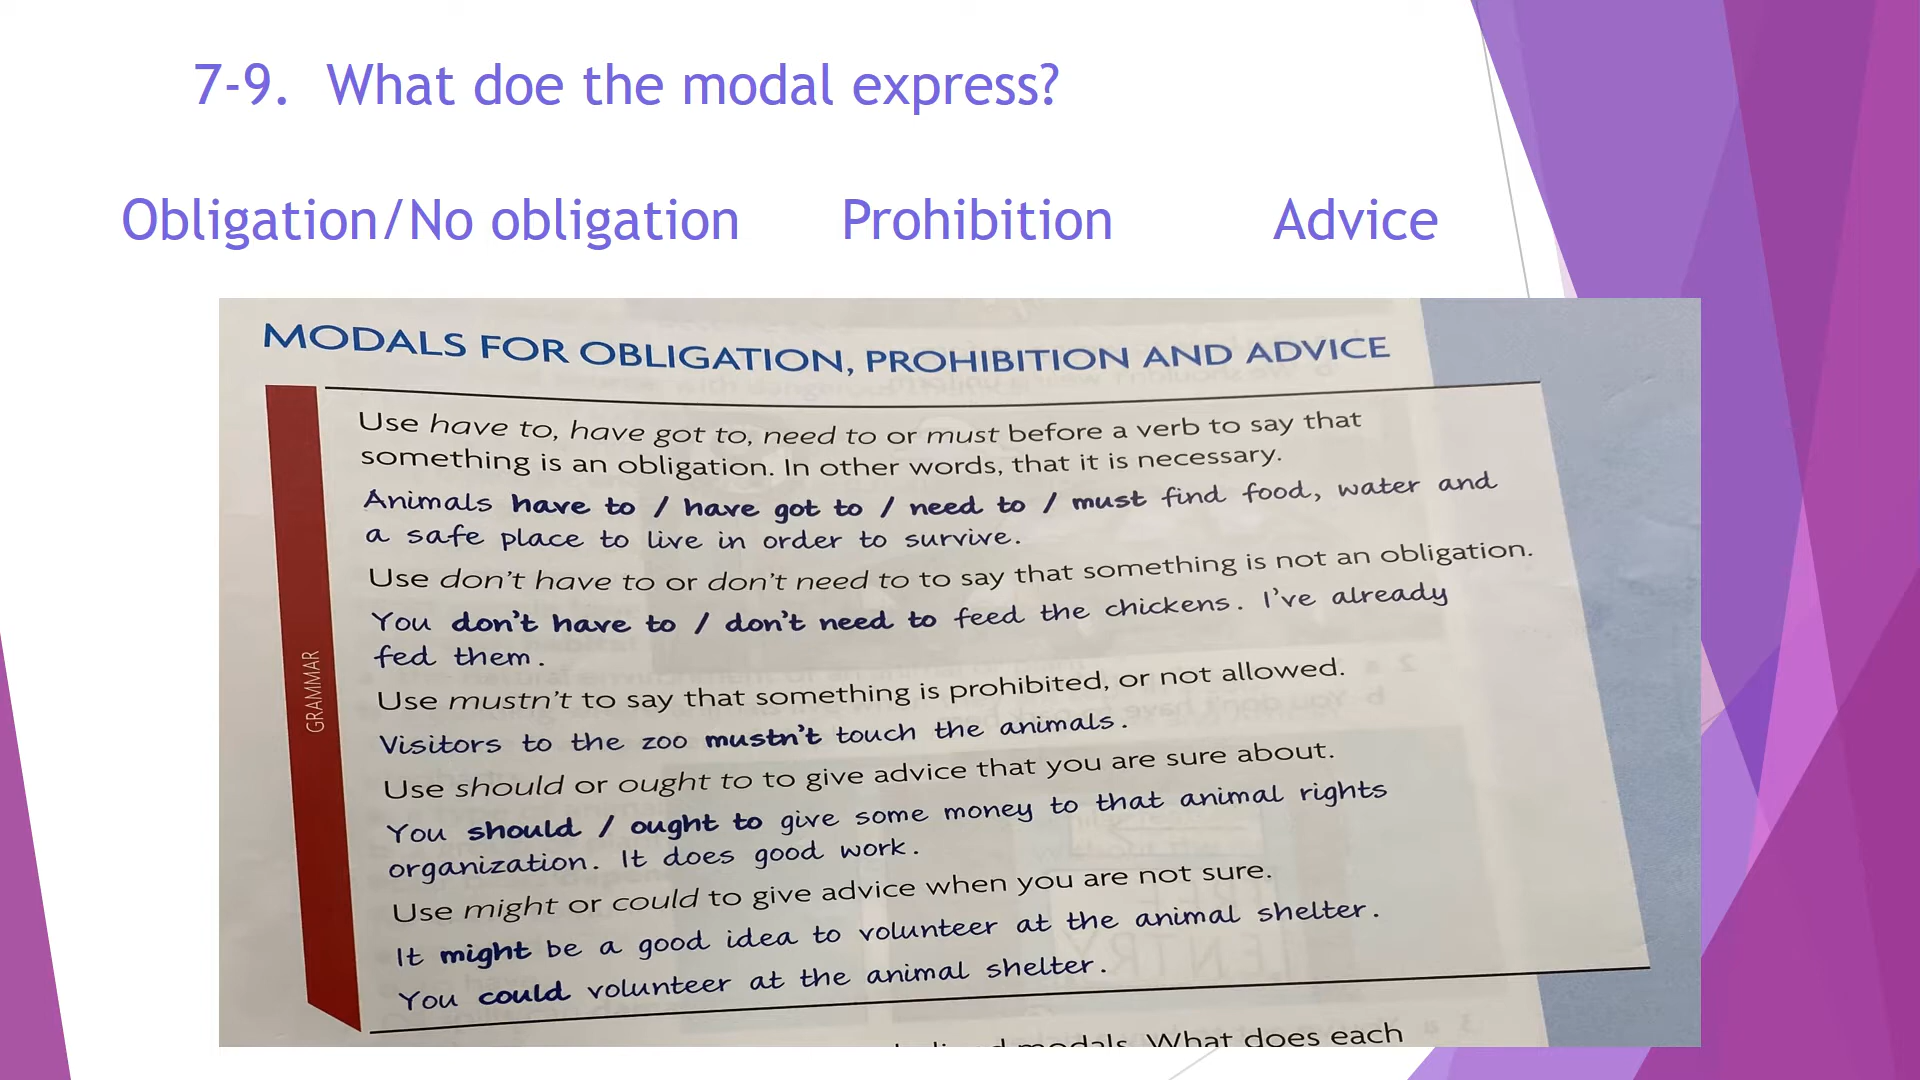 7-9. What doe the modal express?
Obligation/No obligation Prohibition Advice
MODALS FOR OBLIGATION, PROHIBITION AND ADVICE
GRAMMAR
Use have to, have got to, need to or must before a verb to say that
something is an obligation. In other words, that it is necessary.
Animals have to / have got to / need to / must find food, water and
a safe place to live in order to survive.
Use don't have to or don't need to to say that something is not an obligation.
You don't have to / don't need to feed the chickens. I've already
fed them.
Use mustn't to say that something is prohibited, or not allowed.
Visitors to the zoo mustn't touch the animals.
Use should or ought to to give advice that you are sure about.
You should / ought to give some money to that animal rights
organization. It does good work.
Use might or could to give advice when you are not sure.
It might be a good idea to volunteer at the animal shelter.
You could volunteer at the animal shelter.
modals. What does each